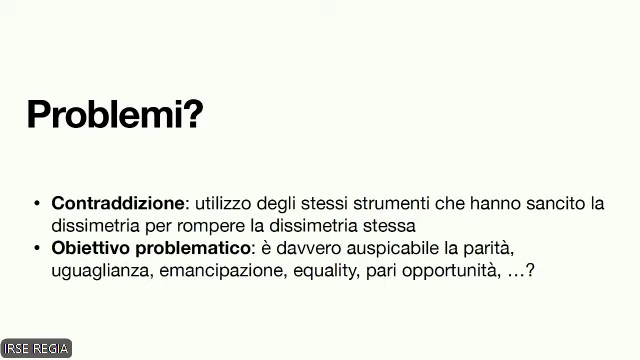 Problemi?
• Contraddizione: utilizzo degli stessi strumenti che hanno sancito la
dissimetria per rompere la dissimetria stessa
• Obiettivo problematico: è davvero auspicabile la parità,
uguaglianza, emancipazione, equality, pari opportunità, …?
IRSE REGIA